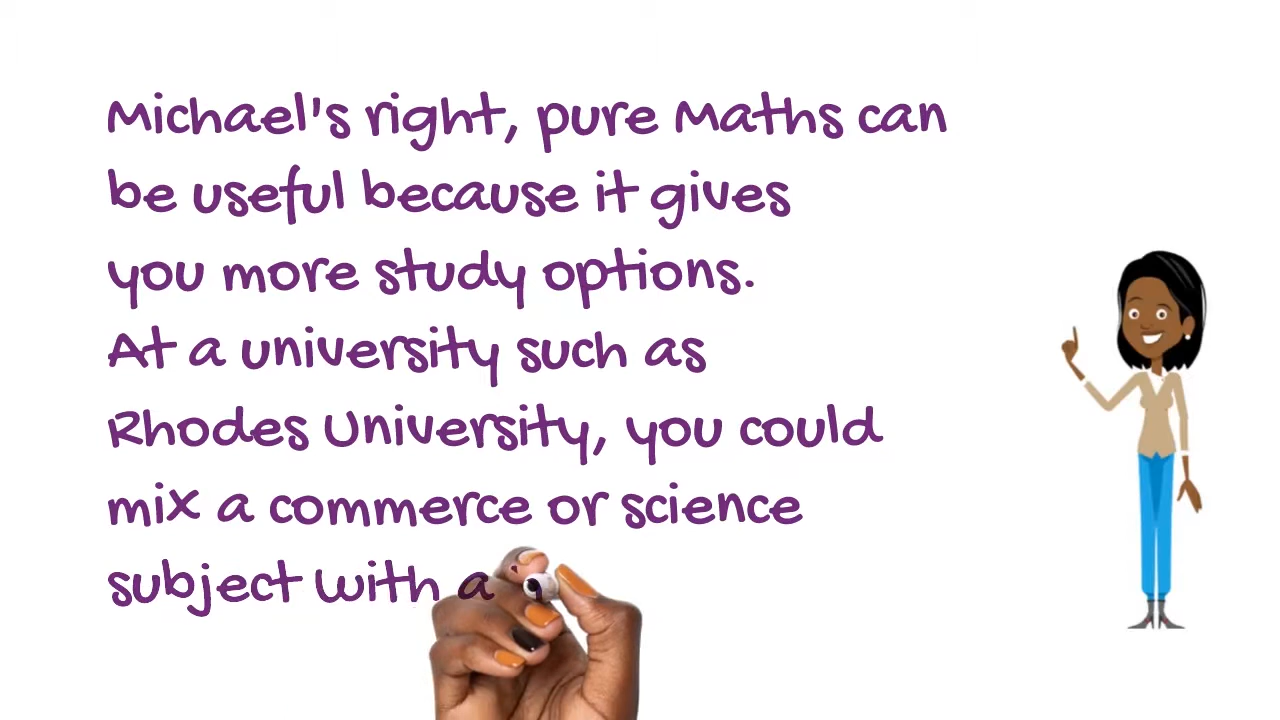 Michael's right, pure Maths can
be useful because it gives
you more study options.
At a university such as
Rhodes University, you could
mix a commerce or science
subject with a